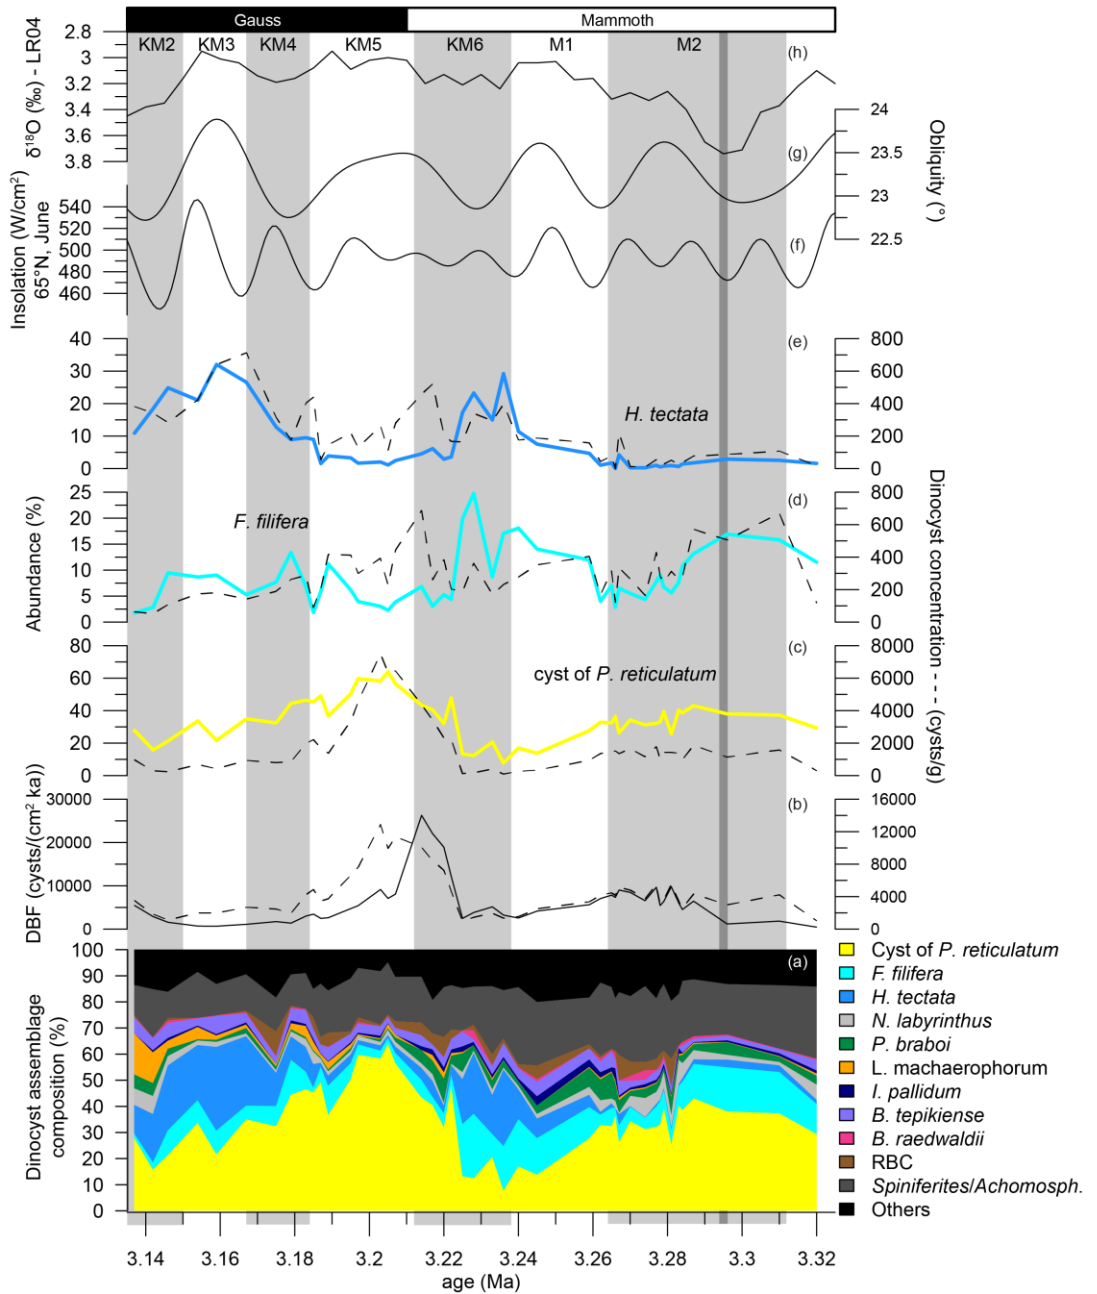 Gauss
Mammoth
KM2 KM3 KM4 KM5 KM6 M1 M2
(h)
2.8
3
3.2
3.4
3.6
3.8
δ¹⁸O (‰) - LR04
24
23.5
23
22.5
Obliquity (°)
(g)
540
520
500
480
460
Insolation (W/cm²)
65°N, June
(f)
40
30
20
10
0
(e)
H. tectata
800
600
400
200
0
25
20
15
10
5
0
(d)
F. filifera
800
600
400
200
0
Abundance (%)
Dinocyst concentration - - - (cysts/g)
80
60
40
20
0
(c)
cyst of P. reticulatum
8000
6000
4000
2000
0
30000
20000
10000
0
(b)
16000
12000
8000
4000
0
DBF (cysts/(cm² ka))
100
90
80
70
60
50
40
30
20
10
0
(a)
Dinocyst assemblage
composition (%)
Cyst of P. reticulatum
F. filifera
H. tectata
N. labyrinthus
P. braboi
L. machaerophorum
I. pallidum
B. tepikiense
B. raedwaldii
RBC
Spiniferites/Achomosph.
Others
3.14 3.16 3.18 3.2 3.22 3.24 3.26 3.28 3.3 3.32
age (Ma)